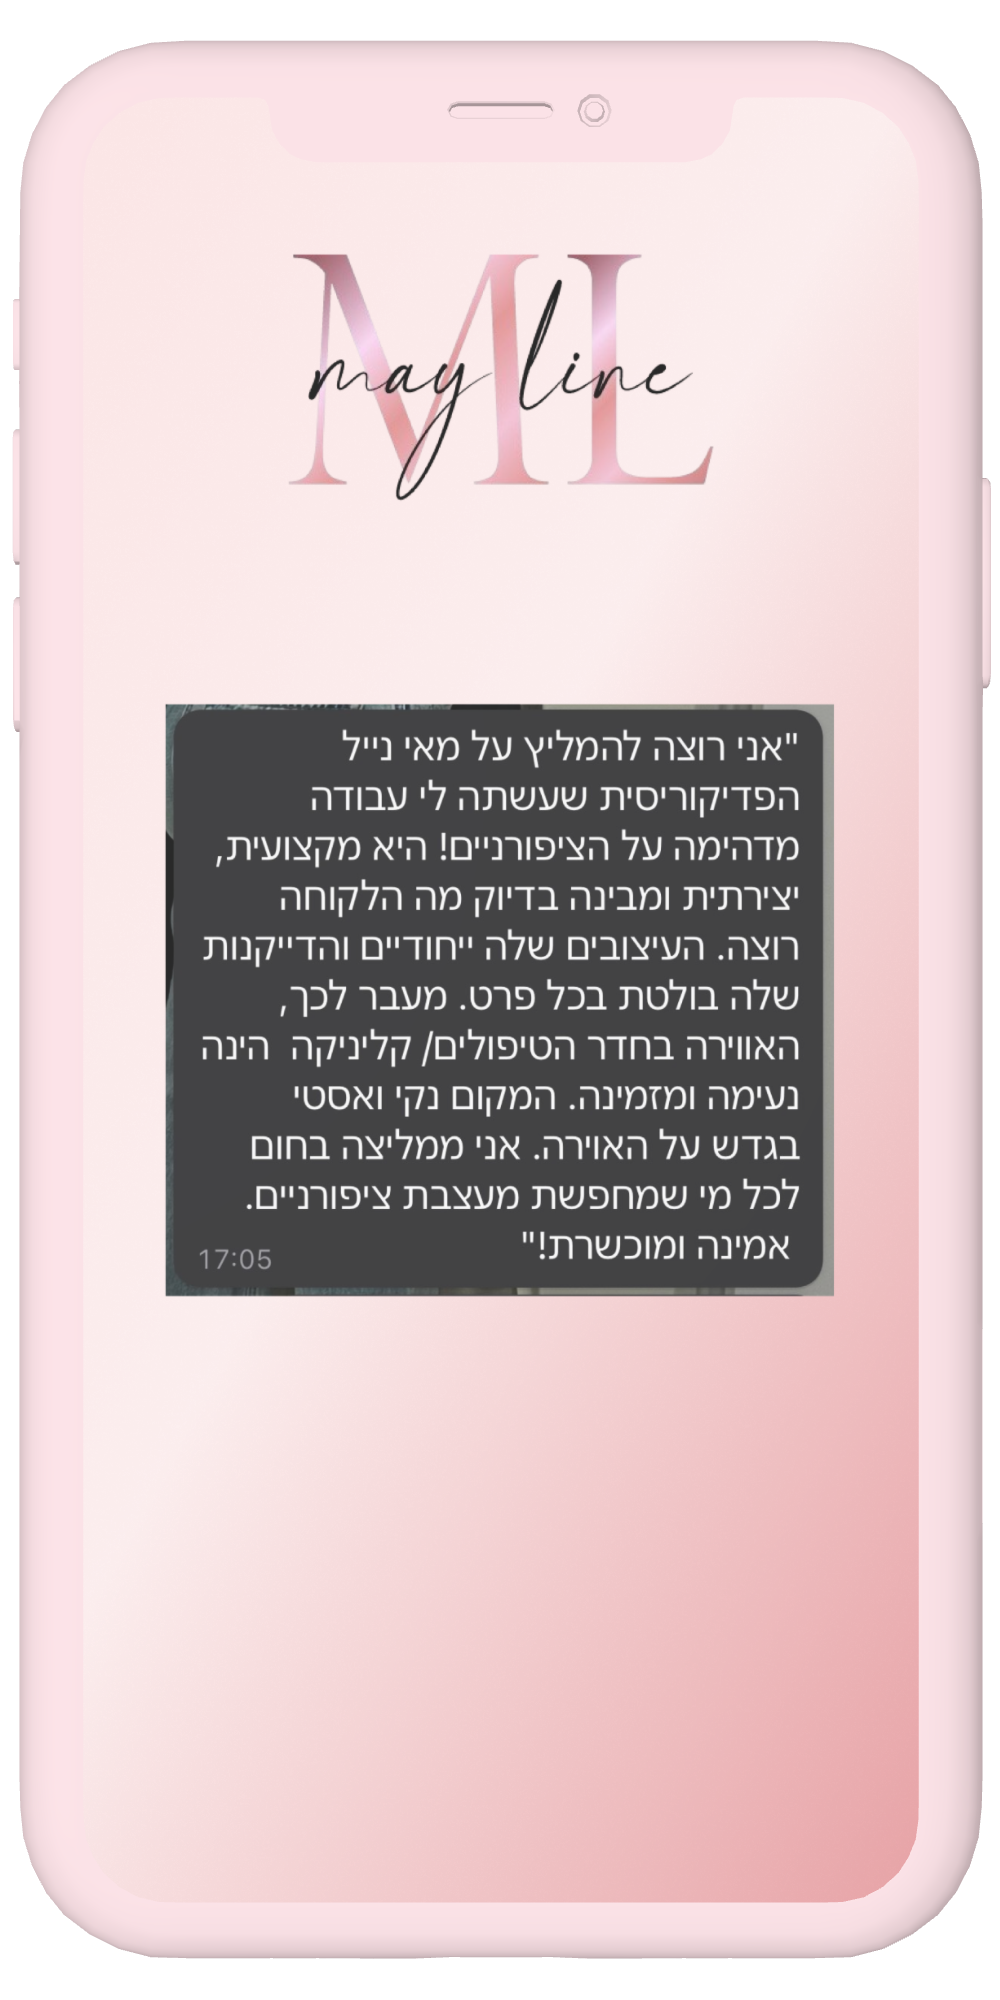 ML
may line
"אני רוצה להמליץ על מאי נייל
הפדיקוריסית שעשתה לי עבודה
מדהימה על הציפורניים! היא מקצועית,
יצירתית ומבינה בדיוק מה הלקוחה
רוצה. העיצובים שלה ייחודיים והדייקנות
שלה בולטת בכל פרט. מעבר לכך,
האווירה בחדר הטיפולים/ קליניקה  הינה
נעימה ומזמינה. המקום נקי ואסטי
בגדש על האוירה. אני ממליצה בחום
לכל מי שמחפשת מעצבת ציפורניים.
אמינה ומוכשרת!"
17:05